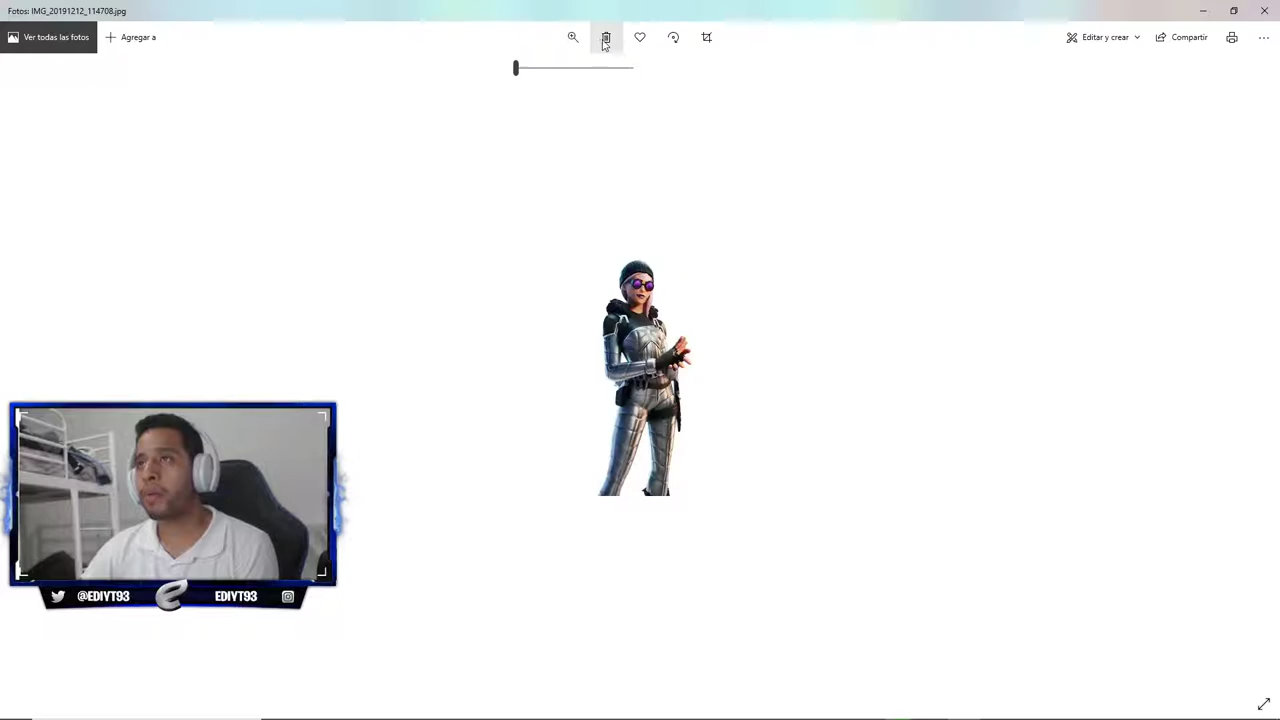 Fotos: IMG_20191212_114708.jpg
Ver todas las fotos
Agregar a
Editar y crear
Compartir
@EDIYT93
EDIYT93